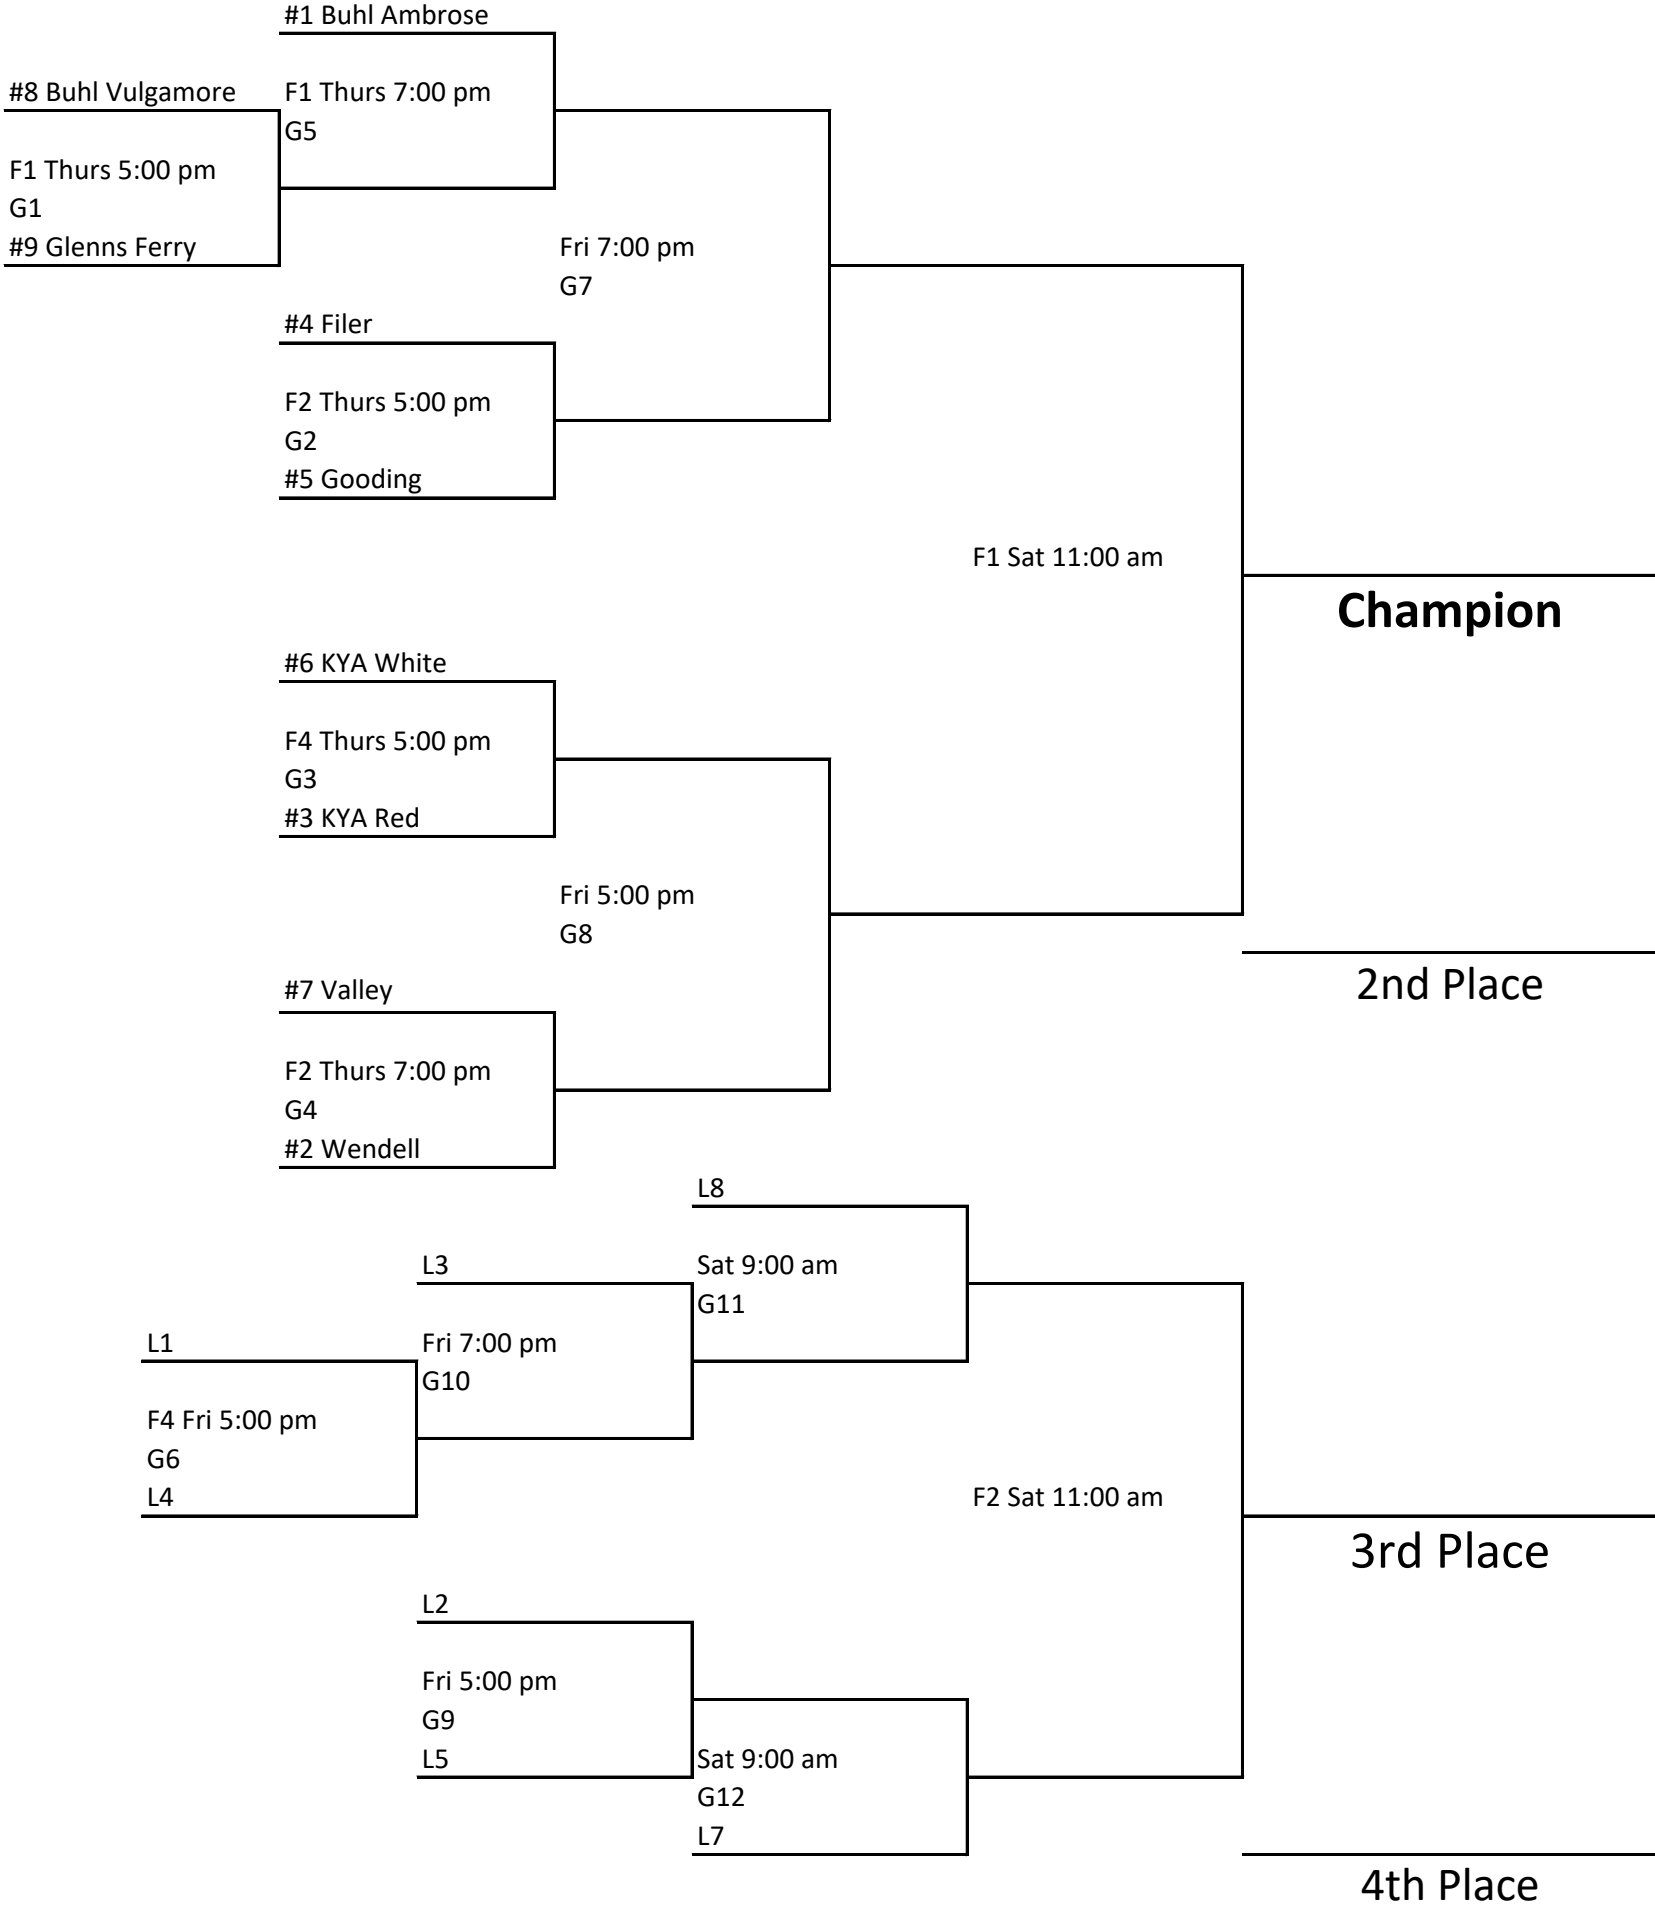 #1 Buhl Ambrose
#8 Buhl Vulgamore
F1 Thurs 7:00 pm
G5
F1 Thurs 5:00 pm
G1
#9 Glenns Ferry
Fri 7:00 pm
G7
#4 Filer
F2 Thurs 5:00 pm
G2
#5 Gooding
F1 Sat 11:00 am
Champion
#6 KYA White
F4 Thurs 5:00 pm
G3
#3 KYA Red
Fri 5:00 pm
G8
2nd Place
#7 Valley
F2 Thurs 7:00 pm
G4
#2 Wendell
L8
L3
Sat 9:00 am
G11
L1
Fri 7:00 pm
G10
F4 Fri 5:00 pm
G6
L4
F2 Sat 11:00 am
3rd Place
L2
Fri 5:00 pm
G9
L5
Sat 9:00 am
G12
L7
4th Place